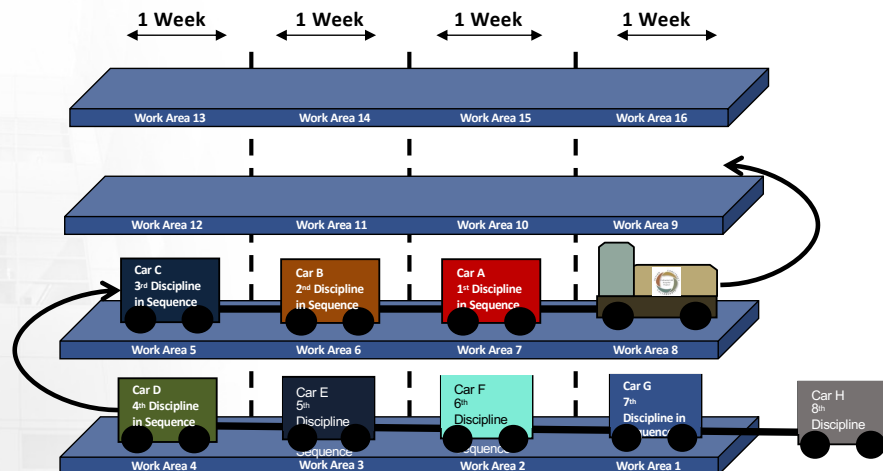 1 Week
1 Week
1 Week
1 Week
Work Area 13
Work Area 14
Work Area 15
Work Area 16
Work Area 12
Work Area 11
Work Area 10
Work Area 9
Car C
3rd Discipline
in Sequence
Car B
2nd Discipline
in Sequence
Car A
1st Discipline
in Sequence
Work Area 5
Work Area 6
Work Area 7
Work Area 8
Car D
4th Discipline
in Sequence
Car E
5th
Discipline
Sequence
Car F
6th
Discipline
Sequence
Car G
7th
Discipline in
Sequence
Car H
8th
Discipline
Work Area 4
Work Area 3
Work Area 2
Work Area 1